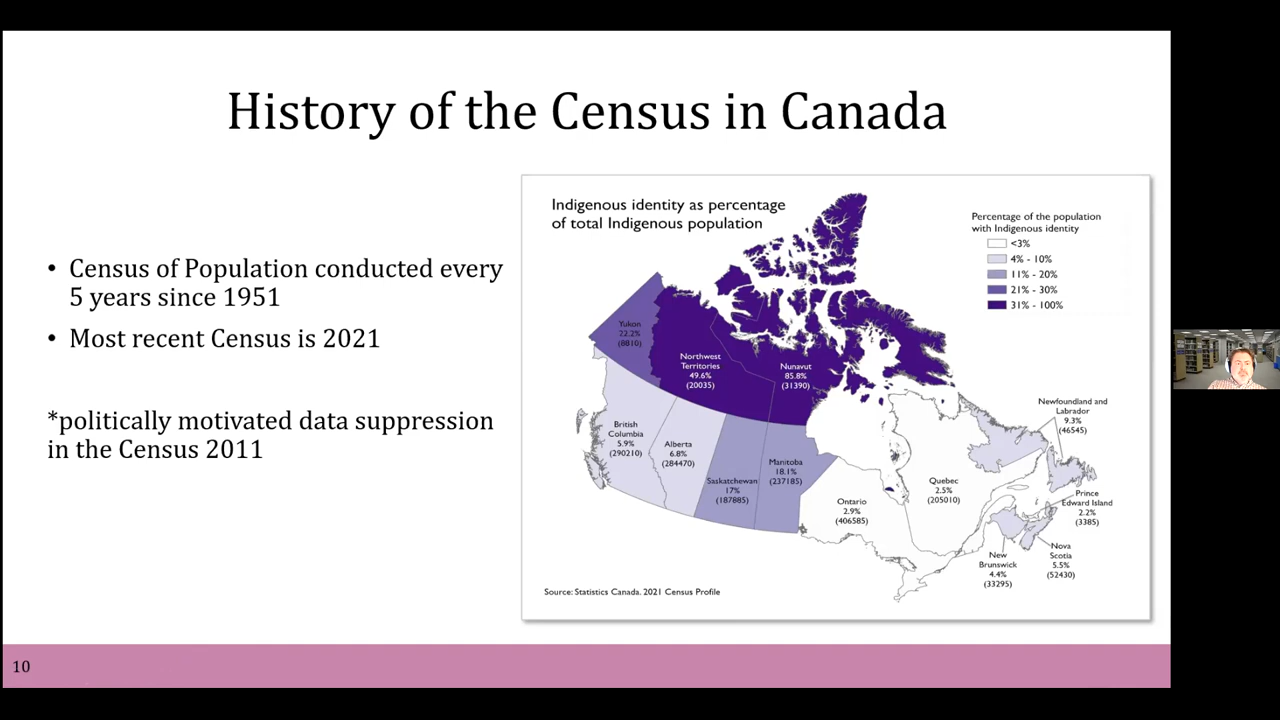 History of the Census in Canada
• Census of Population conducted every
5 years since 1951
• Most recent Census is 2021
*politically motivated data suppression
in the Census 2011
Indigenous identity as percentage
of total Indigenous population
Percentage of the population
with Indigenous identity
<3%
4% - 10%
11% - 20%
21% - 30%
31% - 100%
Yukon
22.2%
(8810)
Northwest
Territories
49.6%
(20035)
Nunavut
85.8%
(31390)
British
Columbia
5.9%
(290210)
Alberta
6.8%
(284470)
Saskatchewan
17%
(187885)
Manitoba
18.1%
(237185)
Ontario
2.9%
(406585)
Quebec
2.5%
(205010)
Newfoundland and
Labrador
9.3%
(46545)
Prince
Edward Island
2.2%
(3385)
Nova
Scotia
5.5%
(52430)
New
Brunswick
4.4%
(33295)
Source: Statistics Canada. 2021 Census Profile
10